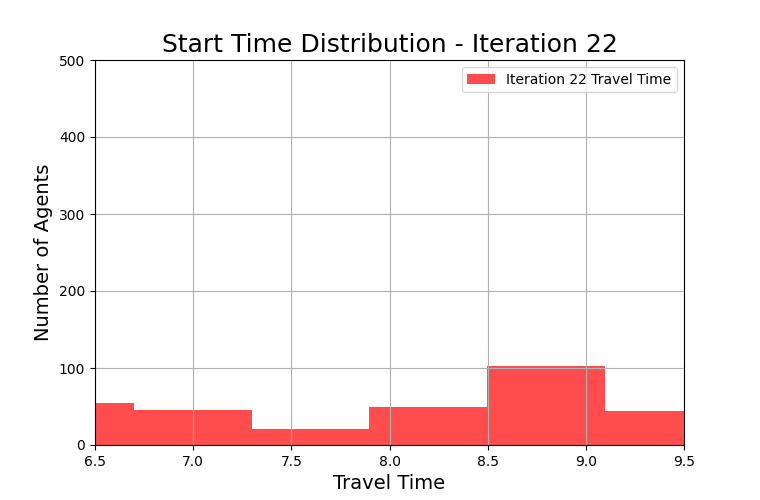 Start Time Distribution - Iteration 22
Iteration 22 Travel Time
Number of Agents
500
400
300
200
100
0
6.5 7.0 7.5 8.0 8.5 9.0 9.5
Travel Time